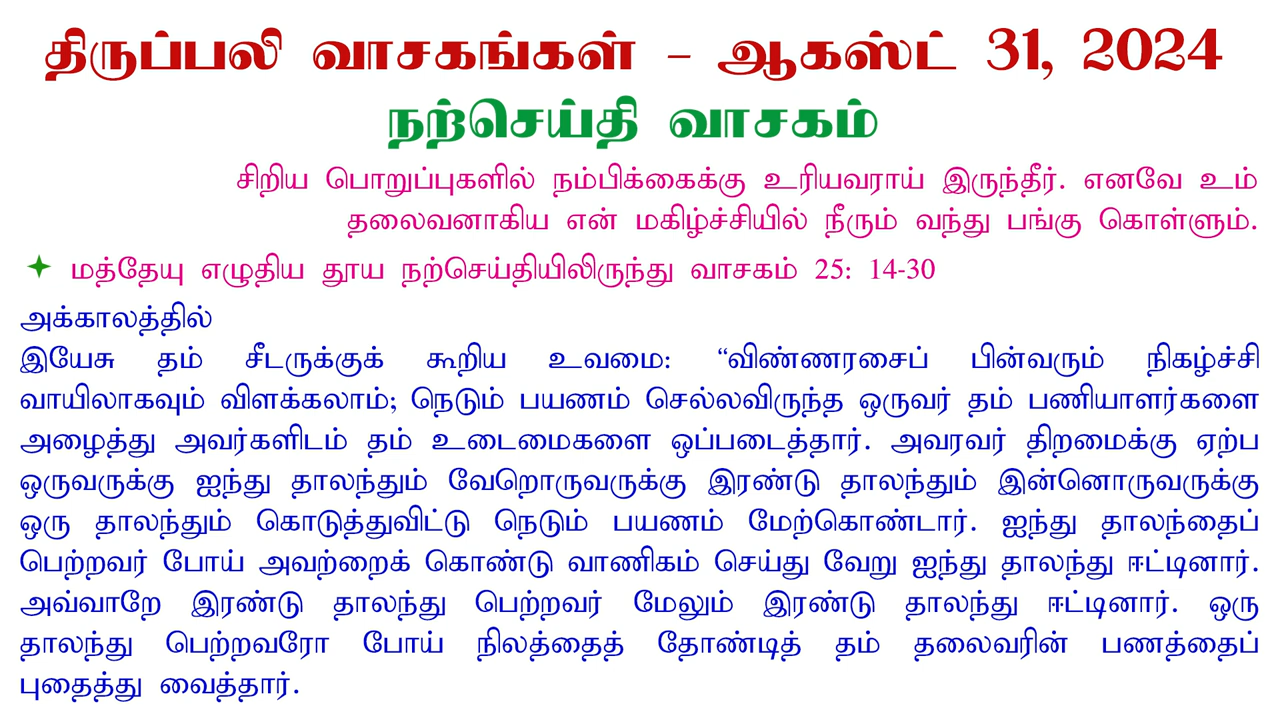 திருப்பலி வாசகங்கள் – ஆகஸ்ட் 31, 2024
நற்செய்தி வாசகம்
சிறிய பொறுப்புகளில் நம்பிக்கைக்கு உரியவராய் இருந்தீர். எனவே உம்
தலைவனாகிய என் மகிழ்ச்சியில் நீரும் வந்து பங்கு கொள்ளும்.
✦ மத்தேயு எழுதிய தூய நற்செய்தியிலிருந்து வாசகம் 25: 14-30
அக்காலத்தில்
இயேசு தம் சீடருக்குக் கூறிய உவமை: “விண்ணரசைப் பின்வரும் நிகழ்ச்சி
வாயிலாகவும் விளக்கலாம்; நெடும் பயணம் செல்லவிருந்த ஒருவர் தம் பணியாளர்களை
அழைத்து அவர்களிடம் தம் உடைமைகளை ஒப்படைத்தார். அவரவர் திறமைக்கு ஏற்ப
ஒருவருக்கு ஐந்து தாலந்தும் வேறொருவருக்கு இரண்டு தாலந்தும் இன்னொருவருக்கு
ஒரு தாலந்தும் கொடுத்துவிட்டு நெடும் பயணம் மேற்கொண்டார். ஐந்து தாலந்தைப்
பெற்றவர் போய் அவற்றைக் கொண்டு வாணிகம் செய்து வேறு ஐந்து தாலந்து ஈட்டினார்.
அவ்வாறே இரண்டு தாலந்து பெற்றவர் மேலும் இரண்டு தாலந்து ஈட்டினார். ஒரு
தாலந்து பெற்றவரோ போய் நிலத்தைத் தோண்டித் தம் தலைவரின் பணத்தைப்
புதைத்து வைத்தார்.